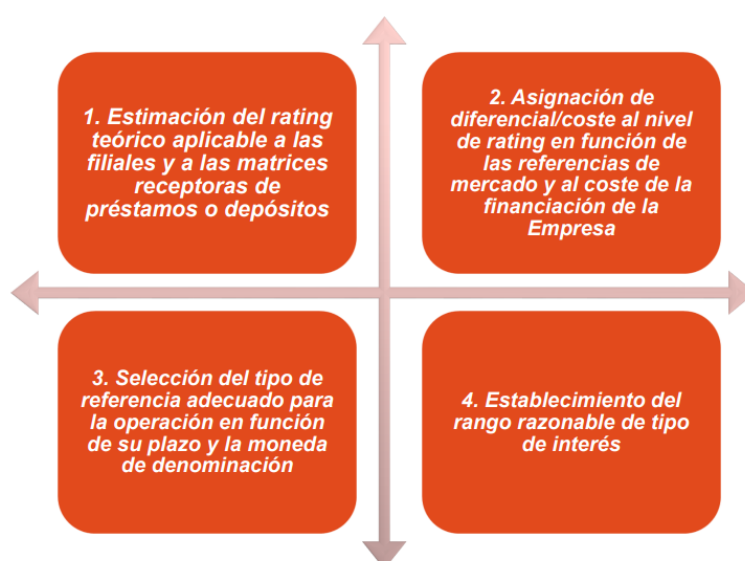 1. Estimación del rating
teórico aplicable a las
filiales y a las matrices
receptoras de
préstamos o depósitos
2. Asignación de
diferencial/coste al nivel
de rating en función de
las referencias de
mercado y al coste de la
financiación de la
Empresa
3. Selección del tipo de
referencia adecuado para
la operación en función
de su plazo y la moneda
de denominación
4. Establecimiento del
rango razonable de tipo
de interés